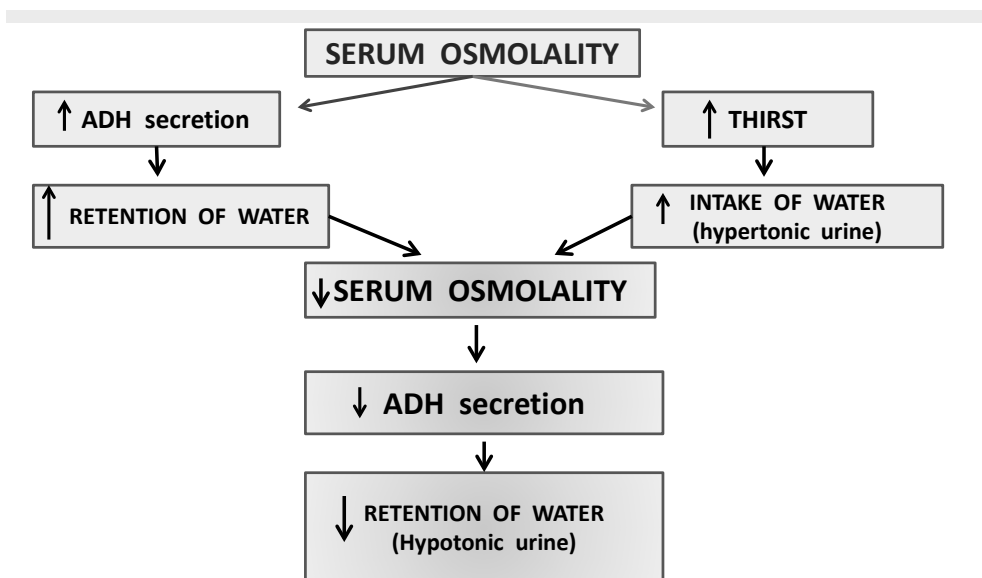 SERUM OSMOLALITY
↑ ADH secretion
↑ THIRST
↑ RETENTION OF WATER
↑ INTAKE OF WATER
(hypertonic urine)
↓ SERUM OSMOLALITY
↓ ADH secretion
↓ RETENTION OF WATER
(Hypotonic urine)